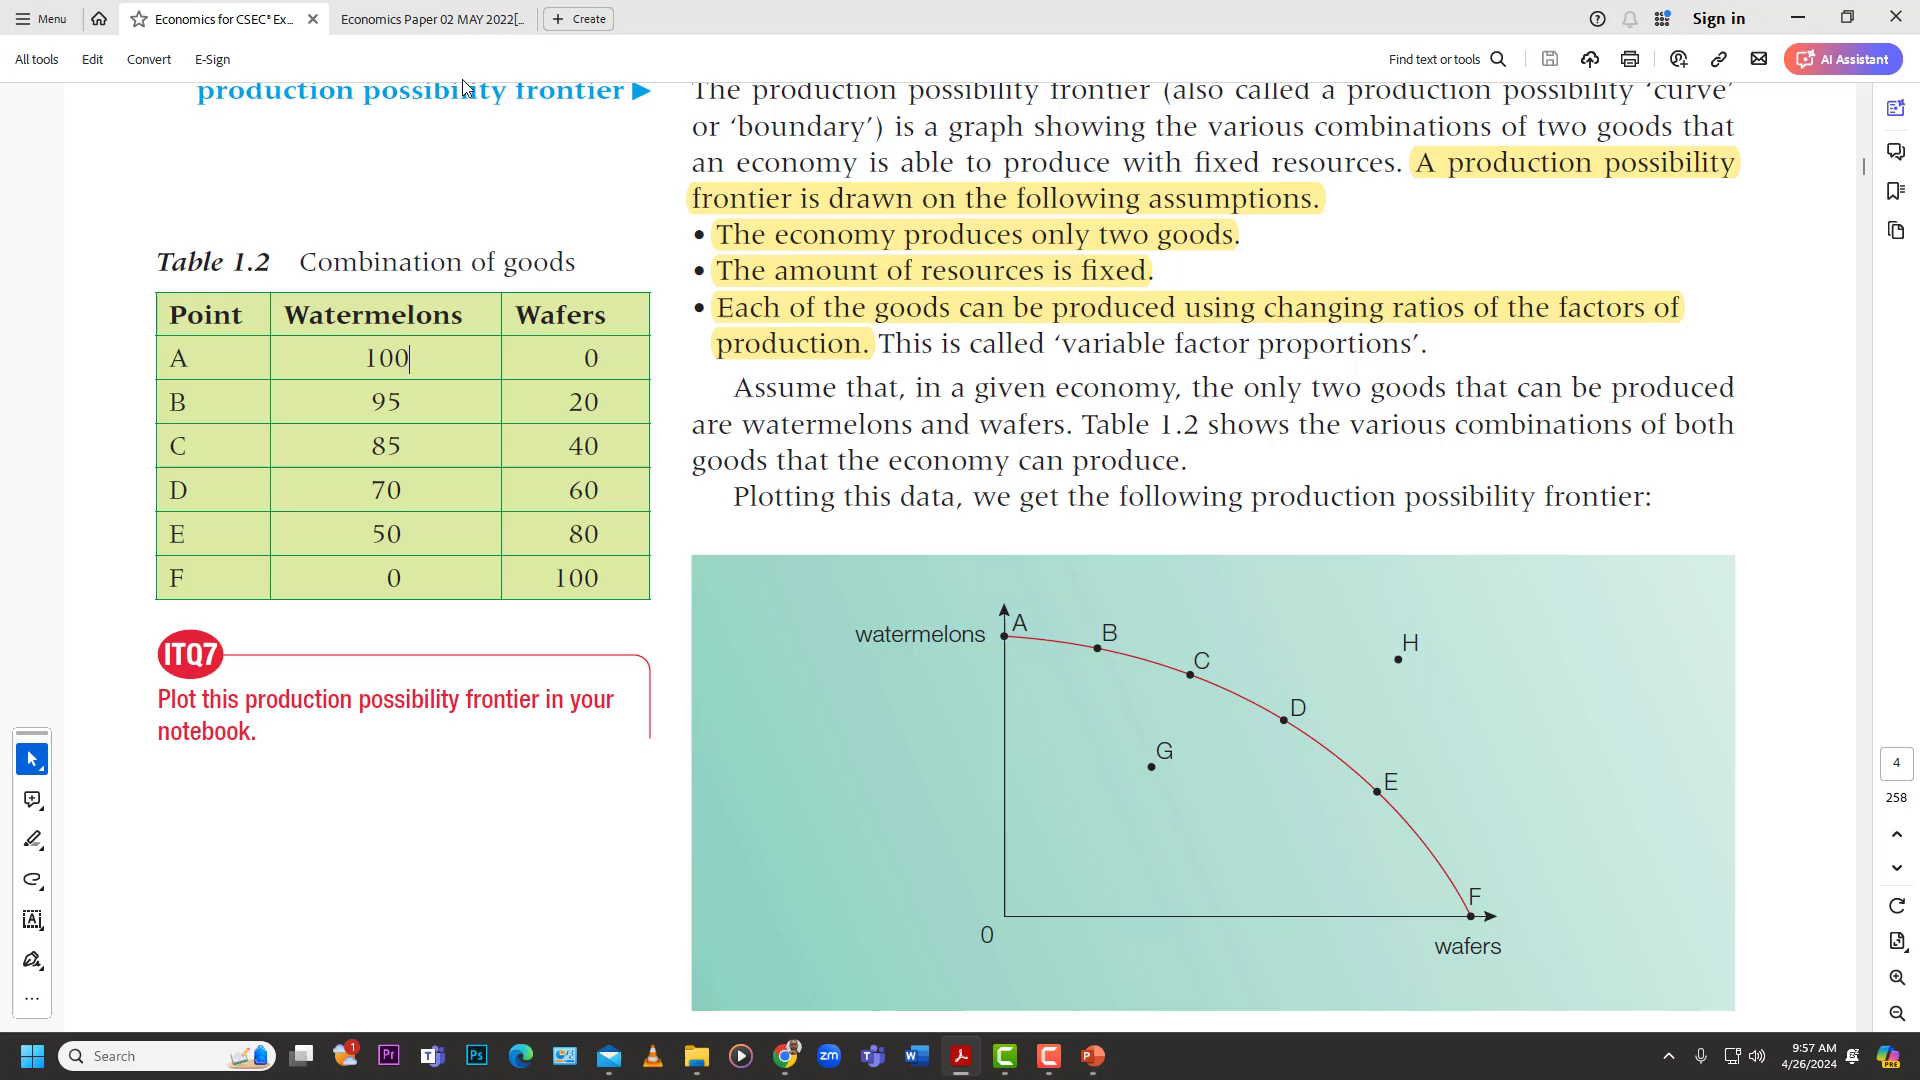 Menu
Economics for CSEC® Ex...
Economics Paper 02 MAY 2022[...
Create
Sign in
All tools
Edit
Convert
E-Sign
Find text or tools
AI Assistant
production possibility frontier ▶
The production possibility frontier (also called a production possibility ‘curve’
or ‘boundary’) is a graph showing the various combinations of two goods that
an economy is able to produce with fixed resources. A production possibility
frontier is drawn on the following assumptions.
• The economy produces only two goods.
• The amount of resources is fixed.
• Each of the goods can be produced using changing ratios of the factors of
production. This is called ‘variable factor proportions’.
Assume that, in a given economy, the only two goods that can be produced
are watermelons and wafers. Table 1.2 shows the various combinations of both
goods that the economy can produce.
Plotting this data, we get the following production possibility frontier:
Table 1.2 Combination of goods
Point Watermelons Wafers
A 100 0
B 95 20
C 85 40
D 70 60
E 50 80
F 0 100
ITQ7
Plot this production possibility frontier in your
notebook.
watermelons
A
B
C
D
E
F
G
H
0
wafers
4
258
Search
1
Pr
Ps
zm
W
9:57 AM
4/26/2024
PRE